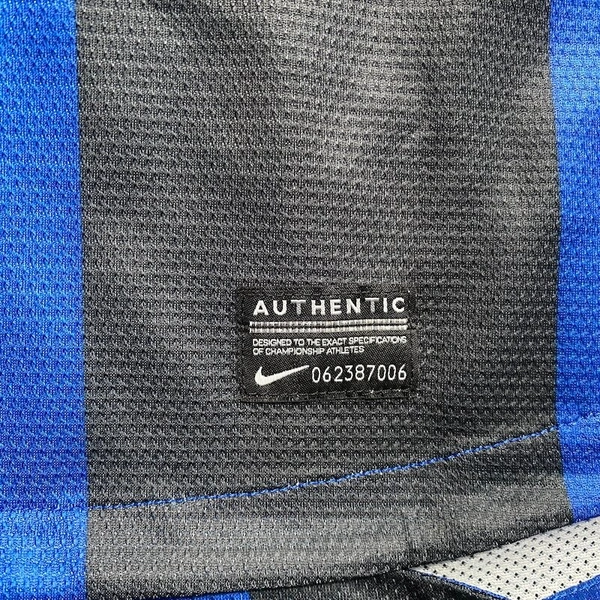 AUTHENTIC
DESIGNED TO THE EXACT SPECIFICATIONS
OF CHAMPIONSHIP ATHLETES
062387006